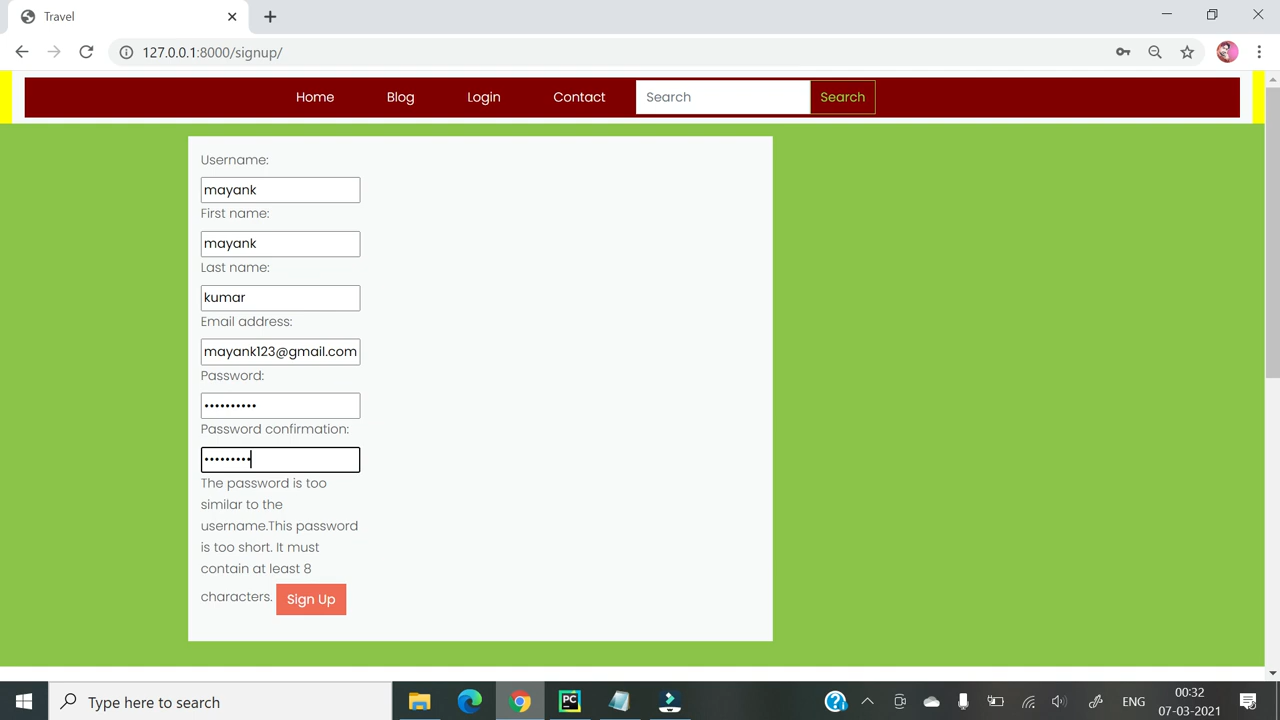 Travel
127.0.0.1:8000/signup/
Home Blog Login Contact Search Search
Username:
mayank
First name:
mayank
Last name:
kumar
Email address:
mayank123@gmail.com
Password:
••••••••••
Password confirmation:
•••••••••
The password is too
similar to the
username.This password
is too short. It must
contain at least 8
characters. Sign Up
Type here to search
PC
ENG
00:32
07-03-2021